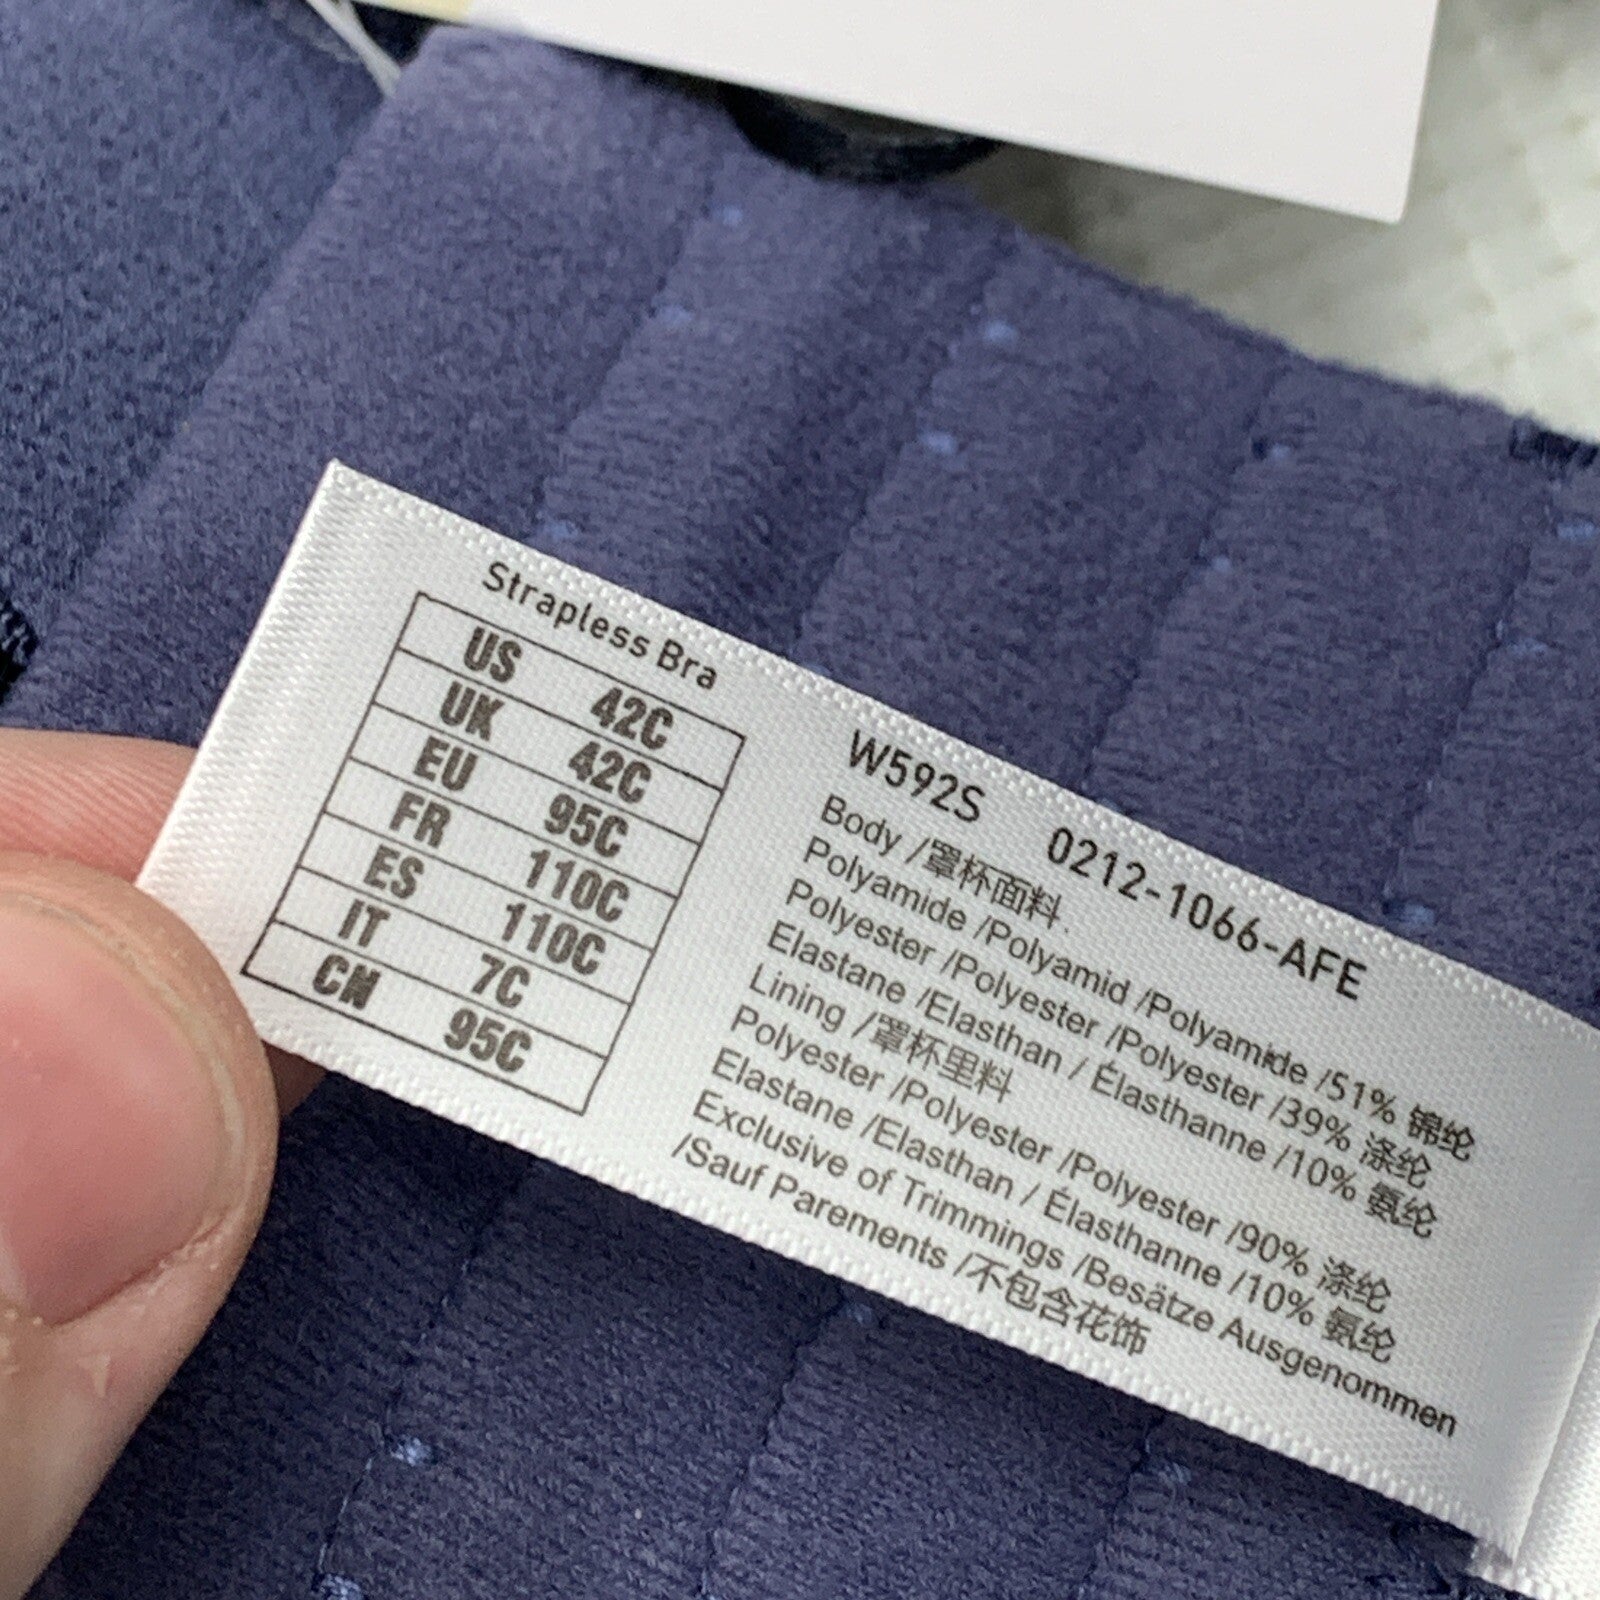 Strapless Bra
US 42C
UK 42C
EU 95C
FR 110C
ES 110C
IT 7C
CN 95C
W592S 0212-1066-AFE
Body /罩杯面料
Polyamide /Polyamid /Polyamide /51% 锦纶
Polyester /Polyester /Polyester /39% 涤纶
Elastane /Elasthan / Élasthanne /10% 氨纶
Lining /罩杯里料
Polyester /Polyester /Polyester /90% 涤纶
Elastane /Elasthan / Élasthanne /10% 氨纶
Exclusive of Trimmings /Besätze Ausgenommen
/Sauf Parements /不包含花饰